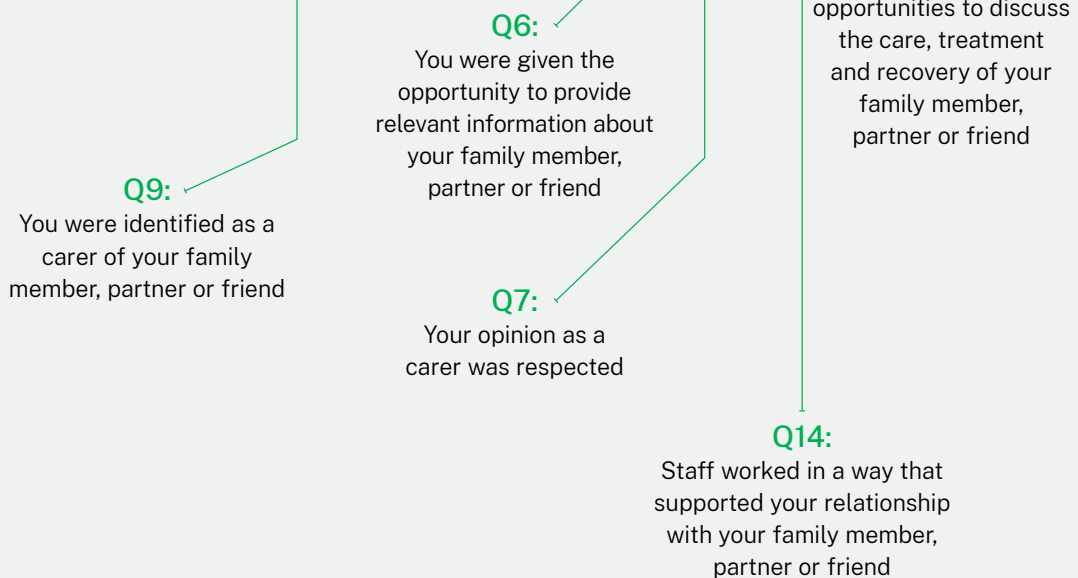 opportunities to discuss
the care, treatment
and recovery of your
family member,
partner or friend
Q6:
You were given the
opportunity to provide
relevant information about
your family member,
partner or friend
Q9:
You were identified as a
carer of your family
member, partner or friend
Q7:
Your opinion as a
carer was respected
Q14:
Staff worked in a way that
supported your relationship
with your family member,
partner or friend